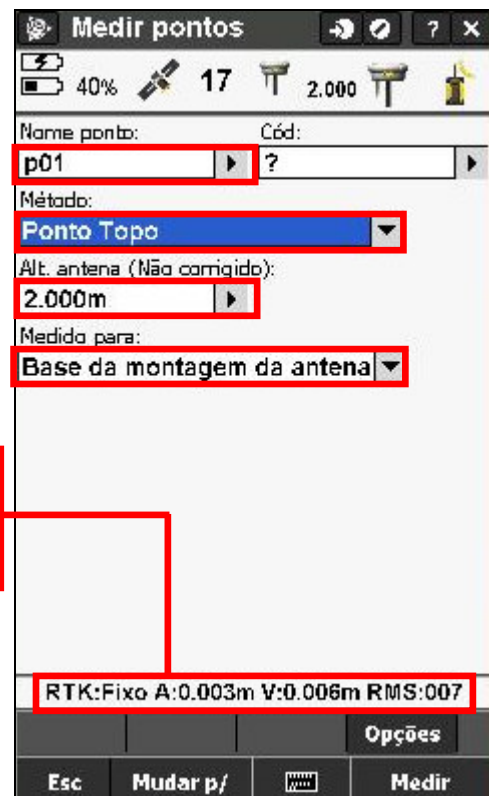 Medir pontos ? X
40% 17 2.000
Nome ponto: Cód:
p01 ?
Método:
Ponto Topo
Alt. antena (Não corrigido):
2.000m
Medido para:
Base da montagem da antena
RTK:Fixo A:0.003m V:0.006m RMS:007
Opções
Esc Mudar p/ Medir